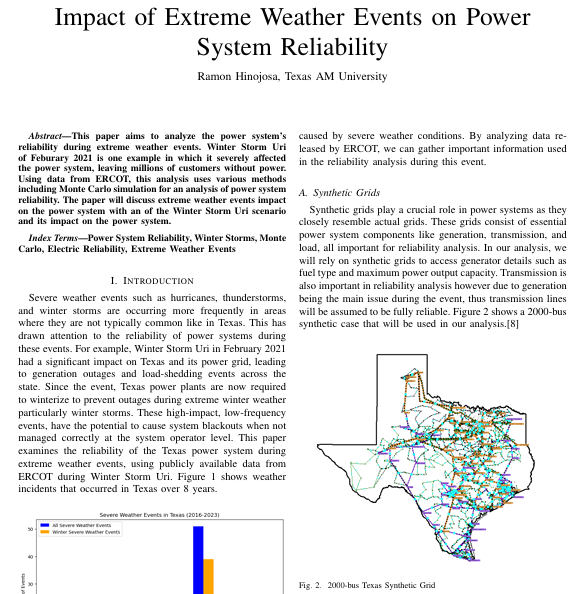 Impact of Extreme Weather Events on Power
System Reliability
Ramon Hinojosa, Texas AM University
Abstract—This paper aims to analyze the power system's
reliability during extreme weather events. Winter Storm Uri
of Feburary 2021 is one example in which it severely affected
the power system, leaving millions of customers without power.
Using data from ERCOT, this analysis uses various methods
including Monte Carlo simulation for an analysis of power system
reliability. The paper will discuss extreme weather events impact
on the power system with an of the Winter Storm Uri scenario
and its impact on the power system.
Index Terms—Power System Reliability, Winter Storms, Monte
Carlo, Electric Reliability, Extreme Weather Events
I. Introduction
Severe weather events such as hurricanes, thunderstorms,
and winter storms are occurring more frequently in areas
where they are not typically common like in Texas. This has
drawn attention to the reliability of power systems during
these events. For example, Winter Storm Uri in February 2021
had a significant impact on Texas and its power grid, leading
to generation outages and load-shedding events across the
state. Since the event, Texas power plants are now required
to winterize to prevent outages during extreme winter weather
particularly winter storms. These high-impact, low-frequency
events, have the potential to cause system blackouts when not
managed correctly at the system operator level. This paper
examines the reliability of the Texas power system during
extreme weather events, using publicly available data from
ERCOT during Winter Storm Uri. Figure 1 shows weather
incidents that occurred in Texas over 8 years.
Severe Weather Events in Texas (2016-2023)
All Severe Weather Events
Winter Severe Weather Events
50
40
30
of Events
caused by severe weather conditions. By analyzing data re-
leased by ERCOT, we can gather important information used
in the reliability analysis during this event.
A. Synthetic Grids
Synthetic grids play a crucial role in power systems as they
closely resemble actual grids. These grids consist of essential
power system components like generation, transmission, and
load, all important for reliability analysis. In our analysis, we
will rely on synthetic grids to access generator details such as
fuel type and maximum power output capacity. Transmission is
also important in reliability analysis however due to generation
being the main issue during the event, thus transmission lines
will be assumed to be fully reliable. Figure 2 shows a 2000-bus
synthetic case that will be used in our analysis.[8]
Fig. 2. 2000-bus Texas Synthetic Grid